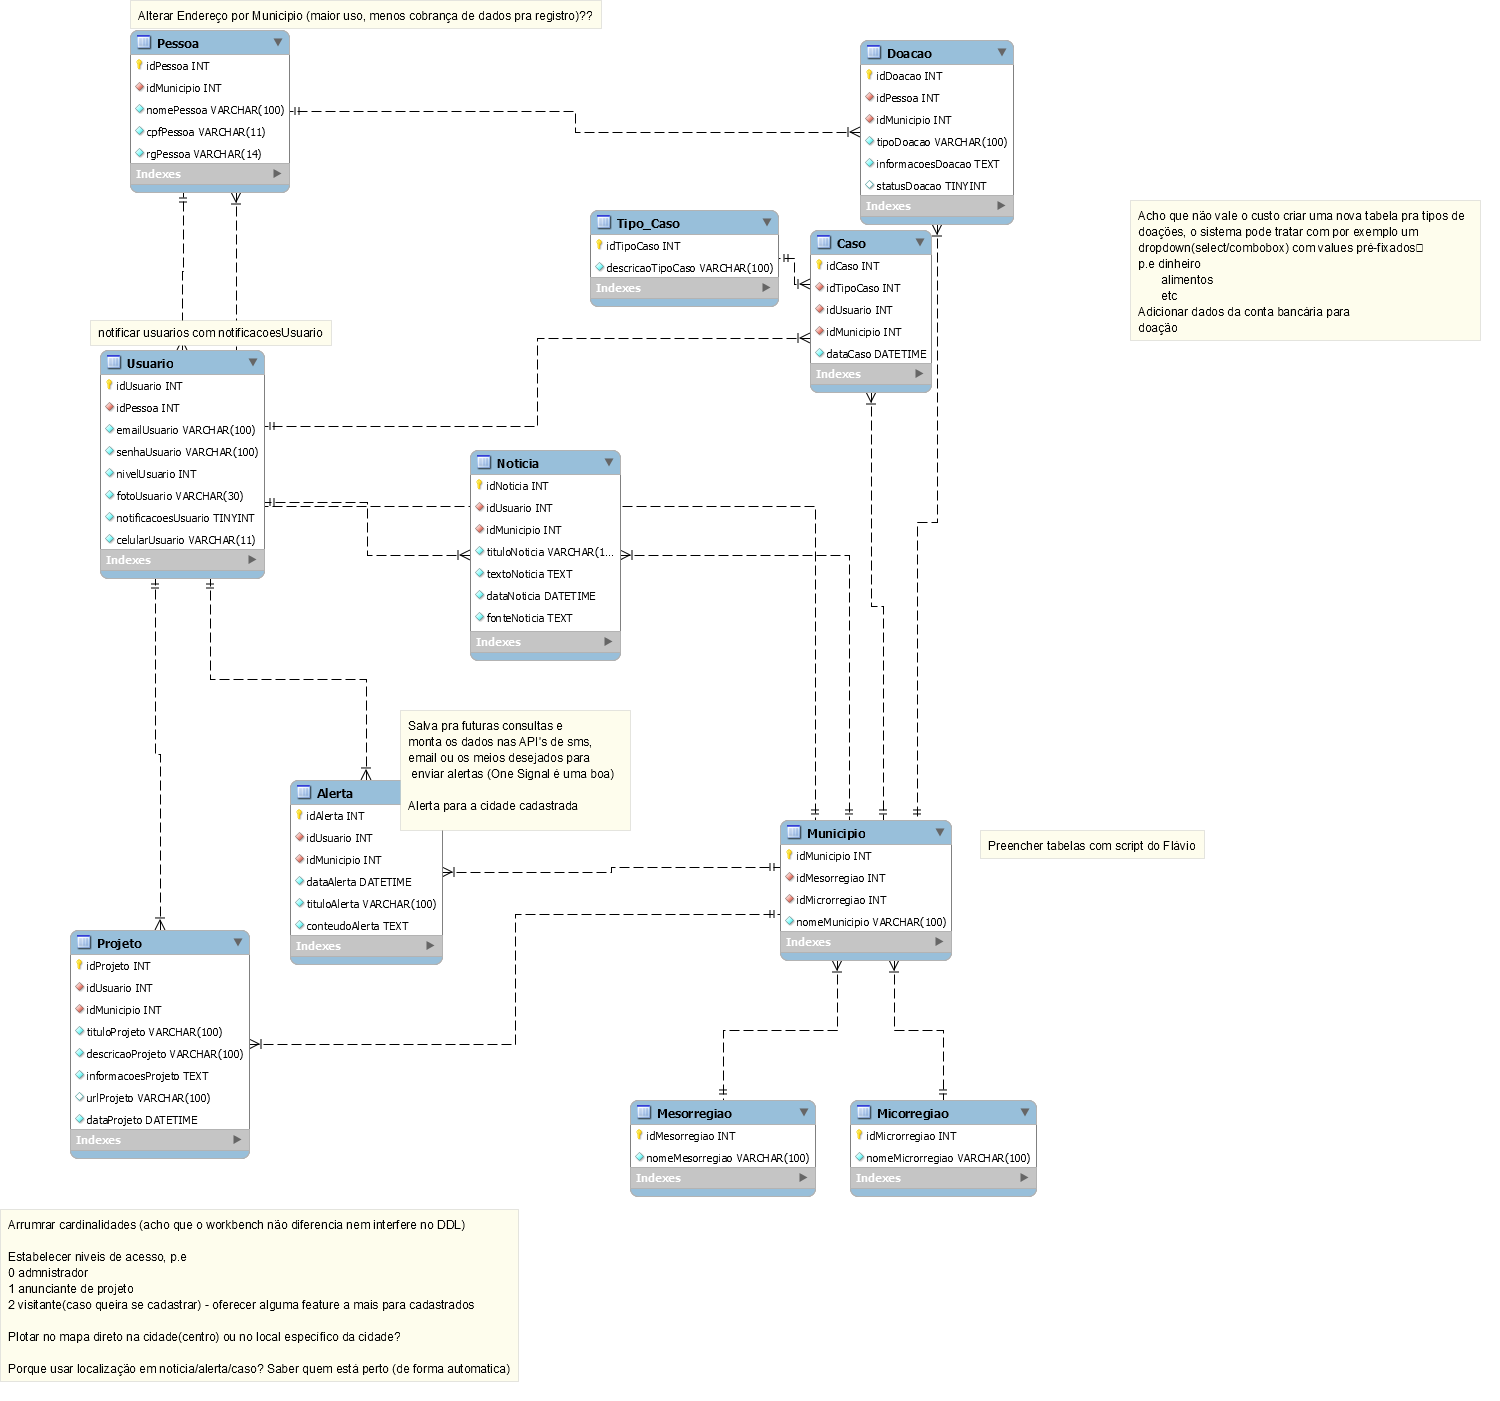 Alterar Endereço por Municipio (maior uso, menos cobrança de dados pra registro)??
Pessoa
idPessoa INT
idMunicipio INT
nomePessoa VARCHAR(100)
cpfPessoa VARCHAR(11)
rgPessoa VARCHAR(14)
Indexes
Doacao
idDoacao INT
idPessoa INT
idMunicipio INT
tipoDoacao VARCHAR(100)
informacoesDoacao TEXT
statusDoacao TINYINT
Indexes
Acho que não vale o custo criar uma nova tabela pra tipos de
doações, o sistema pode tratar com por exemplo um
dropdown(select/combobox) com values pré-fixados
p.e dinheiro
alimentos
etc
Adicionar dados da conta bancária para
doação
Tipo_Caso
idTipoCaso INT
descricaoTipoCaso VARCHAR(100)
Indexes
Caso
idCaso INT
idTipoCaso INT
idUsuario INT
idMunicipio INT
dataCaso DATETIME
Indexes
notificar usuarios com notificacoesUsuario
Usuario
idUsuario INT
idPessoa INT
emailUsuario VARCHAR(100)
senhaUsuario VARCHAR(100)
nivelUsuario INT
fotoUsuario VARCHAR(30)
notificacoesUsuario TINYINT
celularUsuario VARCHAR(11)
Indexes
Noticia
idNoticia INT
idUsuario INT
idMunicipio INT
tituloNoticia VARCHAR(1...
textoNoticia TEXT
dataNoticia DATETIME
fonteNoticia TEXT
Indexes
Salva pra futuras consultas e
monta os dados nas API's de sms,
email ou os meios desejados para
enviar alertas (One Signal é uma boa)
Alerta para a cidade cadastrada
Alerta
idAlerta INT
idUsuario INT
idMunicipio INT
dataAlerta DATETIME
tituloAlerta VARCHAR(100)
conteudoAlerta TEXT
Indexes
Municipio
idMunicipio INT
idMesorregiao INT
idMicrorregiao INT
nomeMunicipio VARCHAR(100)
Indexes
Preencher tabelas com script do Flávio
Projeto
idProjeto INT
idUsuario INT
idMunicipio INT
tituloProjeto VARCHAR(100)
descricaoProjeto VARCHAR(100)
informacoesProjeto TEXT
urlProjeto VARCHAR(100)
dataProjeto DATETIME
Indexes
Mesorregiao
idMesorregiao INT
nomeMesorregiao VARCHAR(100)
Indexes
Micorregiao
idMicrorregiao INT
nomeMicrorregiao VARCHAR(100)
Indexes
Arrumrar cardinalidades (acho que o workbench não diferencia nem interfere no DDL)
Estabelecer niveis de acesso, p.e
0 admnistrador
1 anunciante de projeto
2 visitante(caso queira se cadastrar) - oferecer alguma feature a mais para cadastrados
Plotar no mapa direto na cidade(centro) ou no local especifico da cidade?
Porque usar localização em noticia/alerta/caso? Saber quem está perto (de forma automatica)